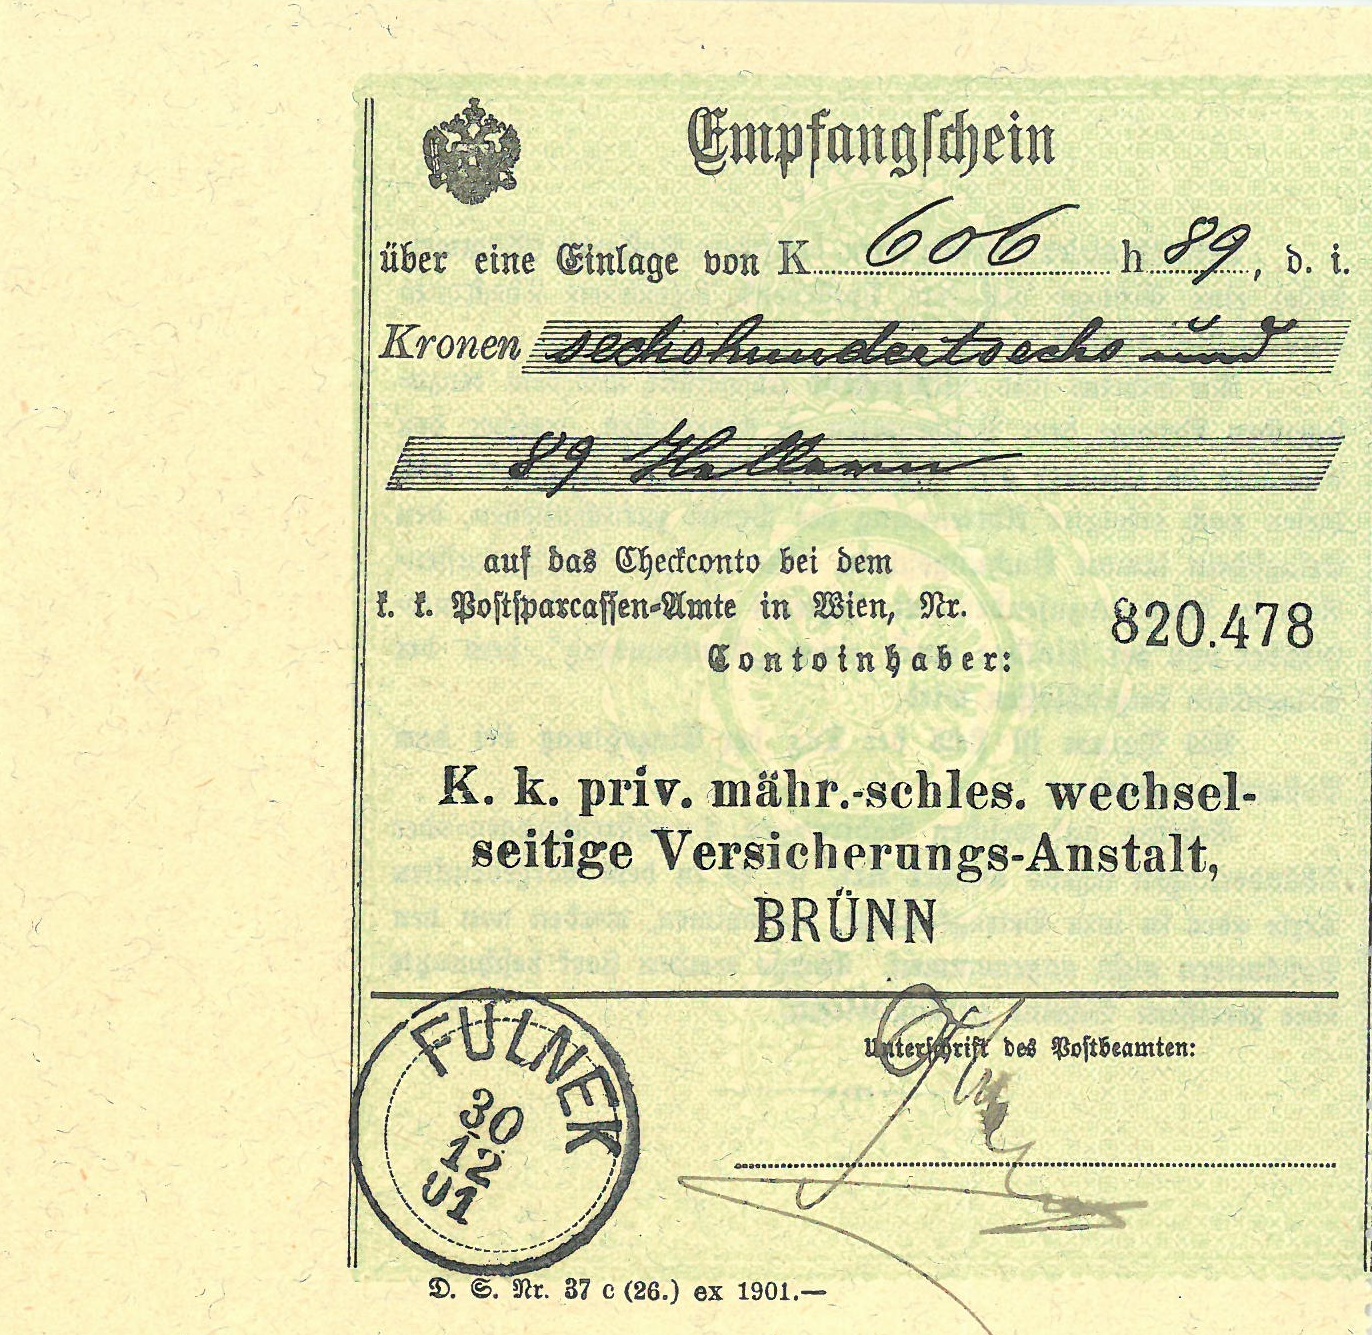 Empfangschein
über eine Einlage von K 606 h 89, d. i.
Kronen sechshundertsechs und
89 Hellern
auf das Checkconto bei dem
k. k. Postsparcassen-Amte in Wien, Nr. 820.478
Contoinhaber:
K. k. priv. mähr.-schles. wechsel-
seitige Versicherungs-Anstalt,
BRÜNN
Unterschrift des Postbeamten:
FULNEK
30
12
01
D. S. Nr. 37 c (26.) ex 1901.—